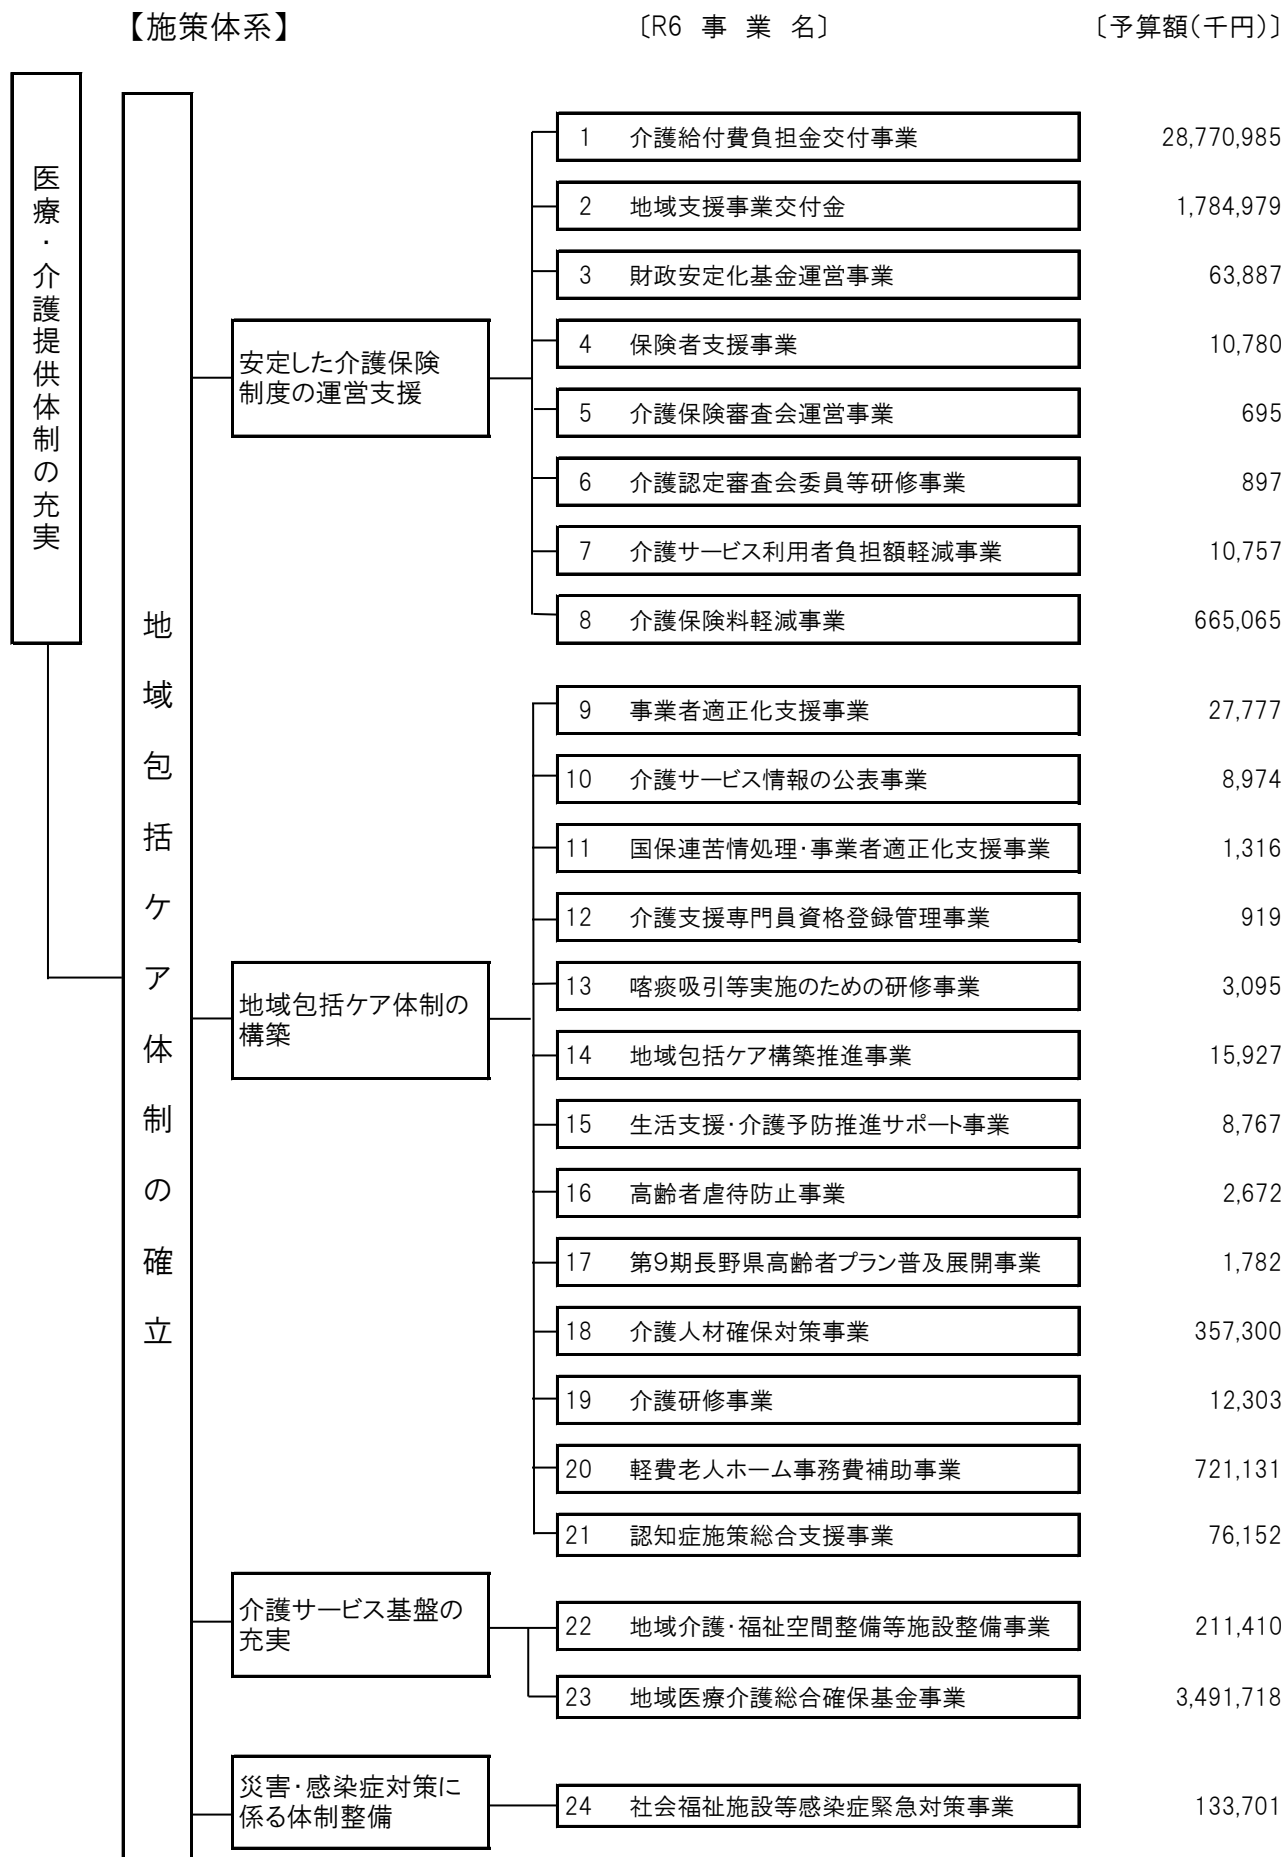 【施策体系】 〔R6 事 業 名〕 〔予算額(千円)〕
医療・介護提供体制の充実
地域包括ケア体制の確立
安定した介護保険
制度の運営支援
1 介護給付費負担金交付事業 28,770,985
2 地域支援事業交付金 1,784,979
3 財政安定化基金運営事業 63,887
4 保険者支援事業 10,780
5 介護保険審査会運営事業 695
6 介護認定審査会委員等研修事業 897
7 介護サービス利用者負担額軽減事業 10,757
8 介護保険料軽減事業 665,065
地域包括ケア体制の
構築
9 事業者適正化支援事業 27,777
10 介護サービス情報の公表事業 8,974
11 国保連苦情処理・事業者適正化支援事業 1,316
12 介護支援専門員資格登録管理事業 919
13 喀痰吸引等実施のための研修事業 3,095
14 地域包括ケア構築推進事業 15,927
15 生活支援・介護予防推進サポート事業 8,767
16 高齢者虐待防止事業 2,672
17 第9期長野県高齢者プラン普及展開事業 1,782
18 介護人材確保対策事業 357,300
19 介護研修事業 12,303
20 軽費老人ホーム事務費補助事業 721,131
21 認知症施策総合支援事業 76,152
介護サービス基盤の
充実
22 地域介護・福祉空間整備等施設整備事業 211,410
23 地域医療介護総合確保基金事業 3,491,718
災害・感染症対策に
係る体制整備
24 社会福祉施設等感染症緊急対策事業 133,701